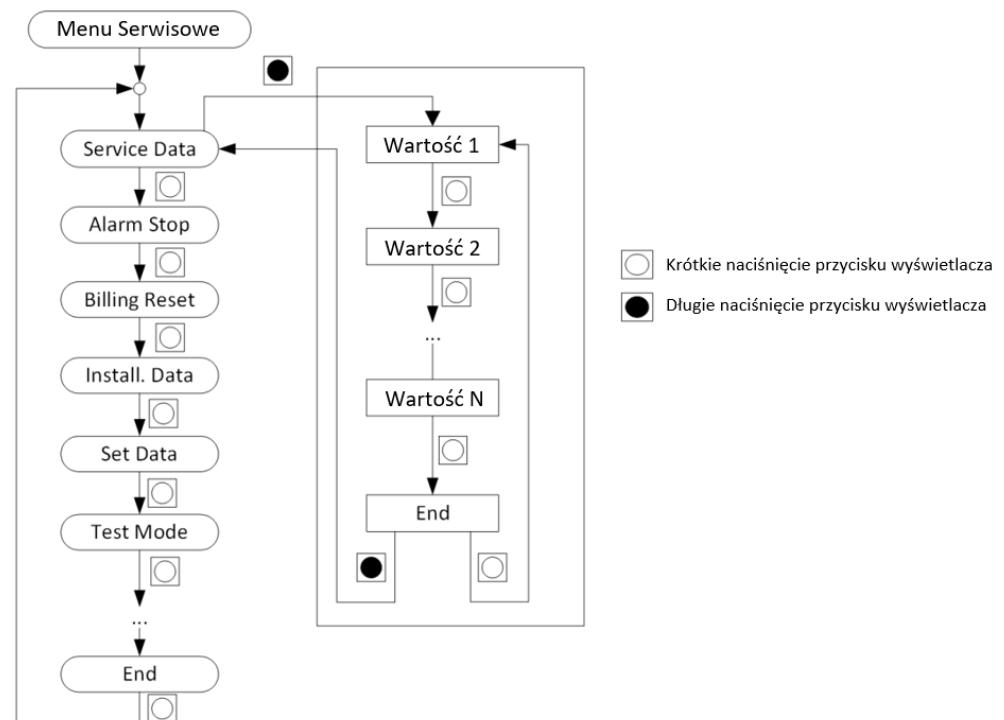 Menu Serwisowe
Service Data
Alarm Stop
Billing Reset
Install. Data
Set Data
Test Mode
...
End
Wartość 1
Wartość 2
...
Wartość N
End
Krótkie naciśnięcie przycisku wyświetlacza
Długie naciśnięcie przycisku wyświetlacza